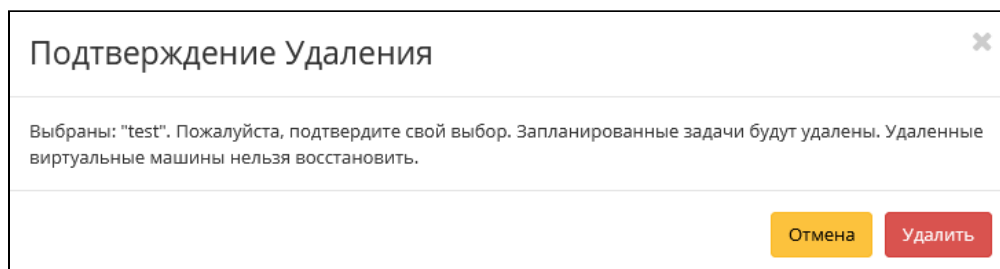 Подтверждение Удаления
Выбраны: "test". Пожалуйста, подтвердите свой выбор. Запланированные задачи будут удалены. Удаленные
виртуальные машины нельзя восстановить.
Отмена
Удалить